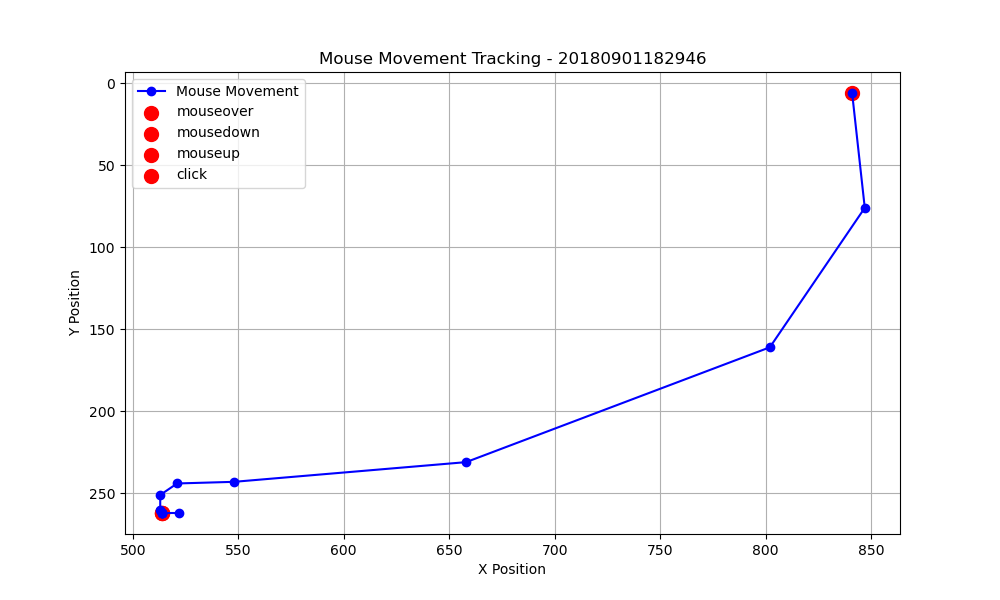 Mouse Movement Tracking - 20180901182946
Mouse Movement
mouseover
mousedown
mouseup
click
0
50
100
150
200
250
Y Position
500
550
600
650
700
750
800
850
X Position